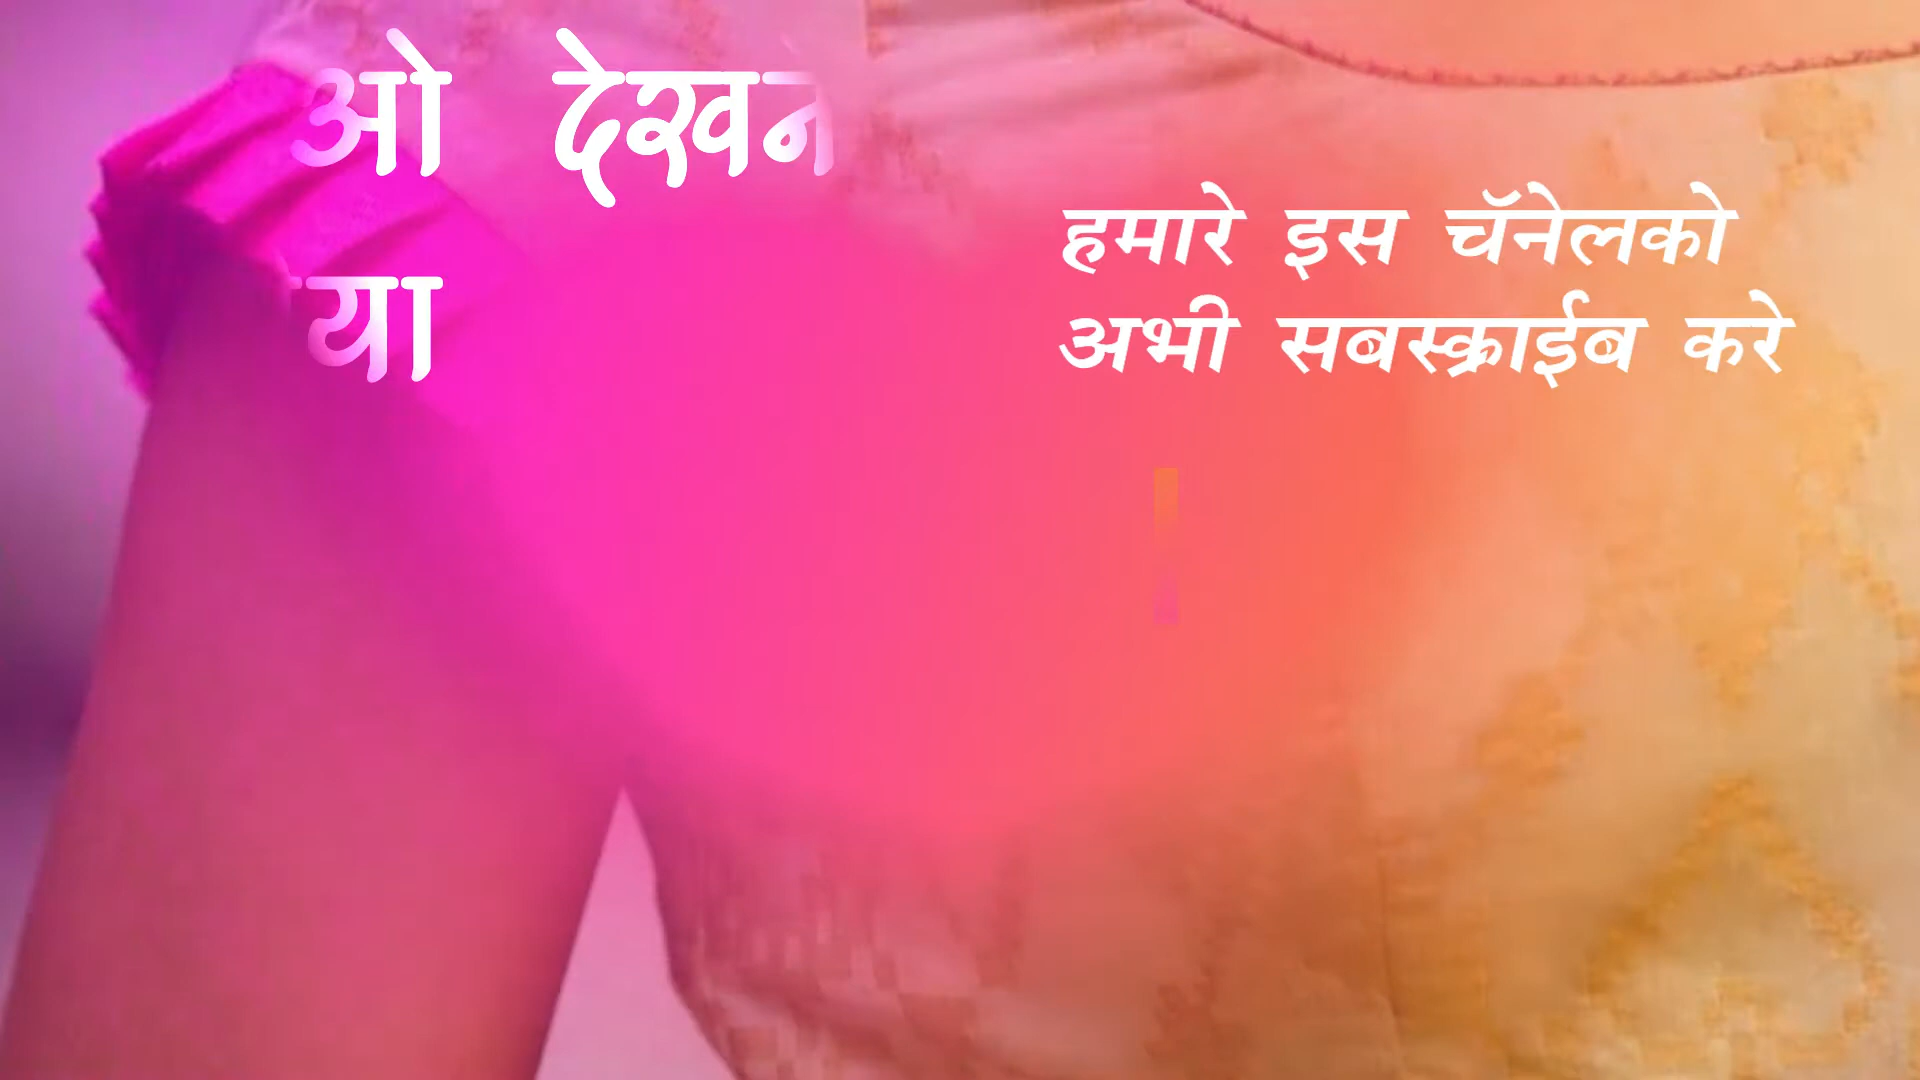 ओ देखने
या
हमारे इस चॅनेलको
अभी सबस्क्राईब करे